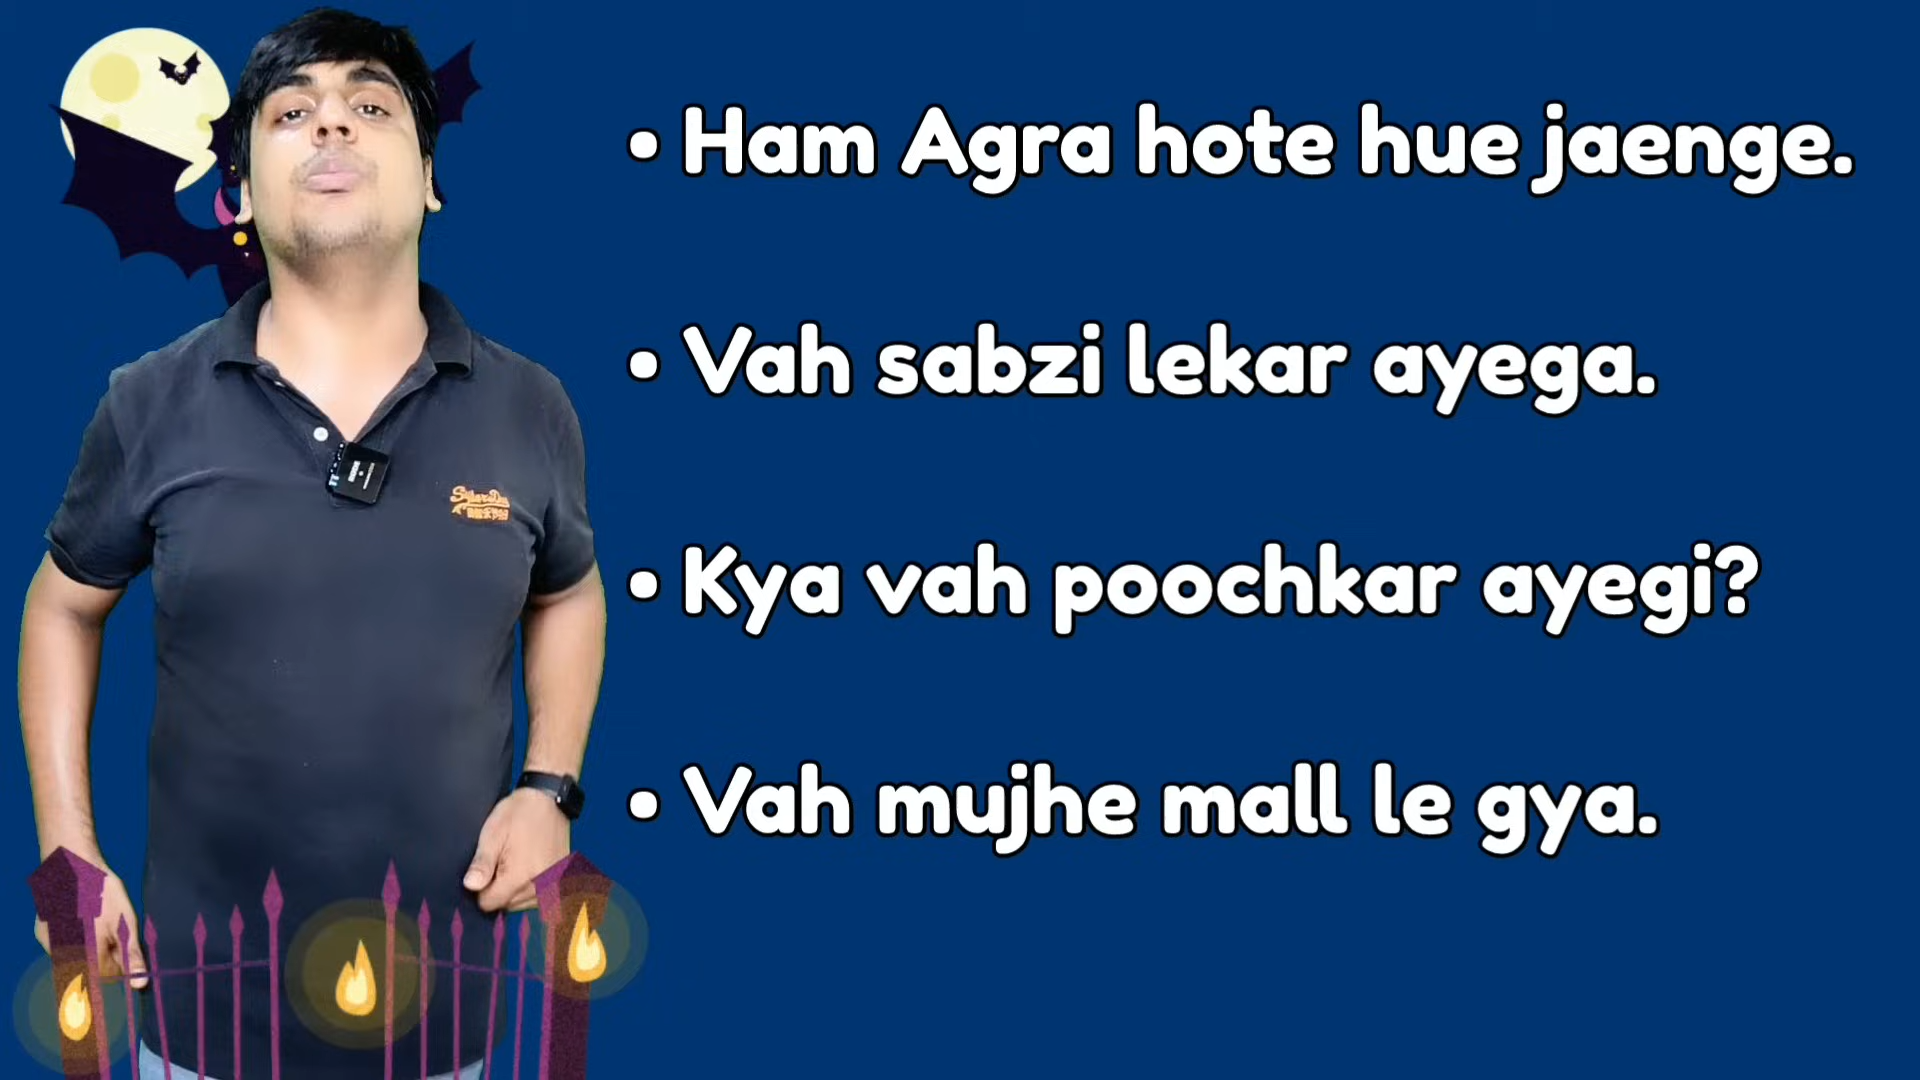 • Ham Agra hote hue jaenge.
• Vah sabzi lekar ayega.
• Kya vah poochkar ayegi?
• Vah mujhe mall le gya.